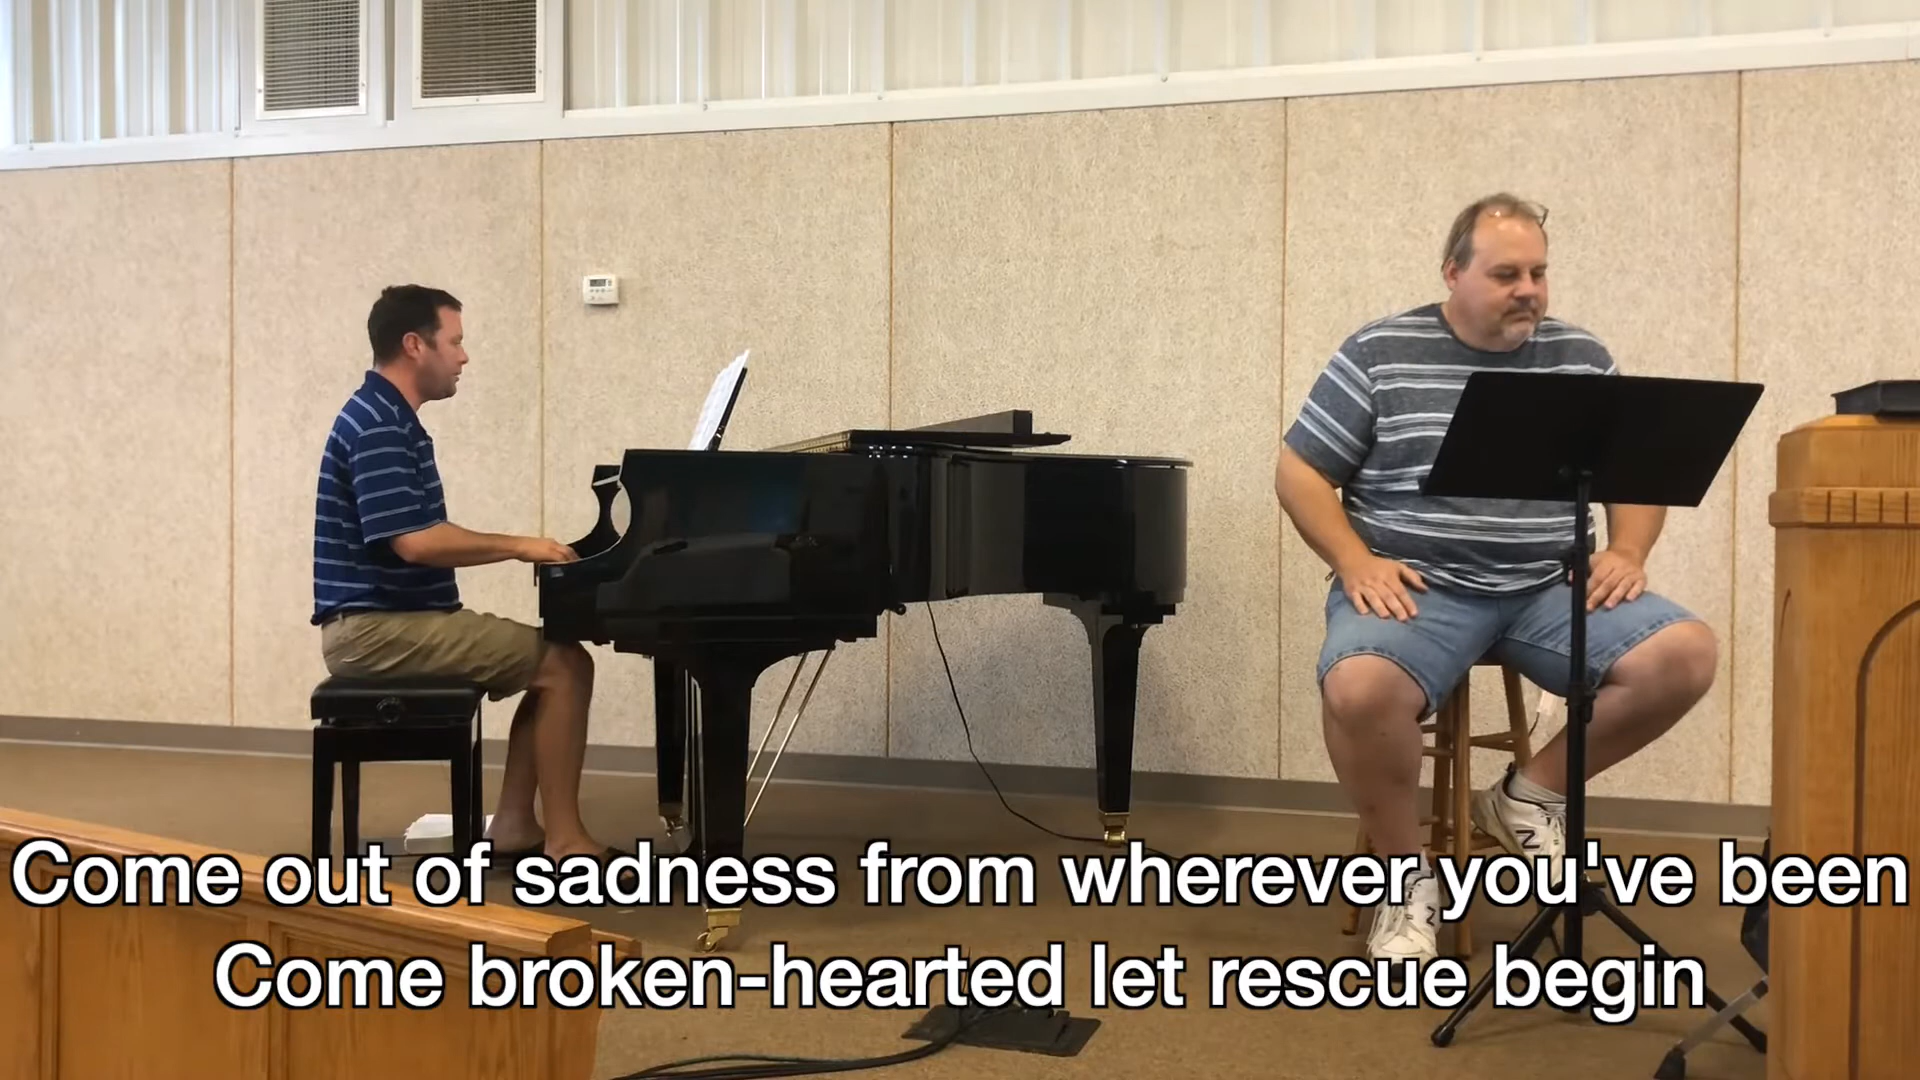 Come out of sadness from wherever you've been
Come broken-hearted let rescue begin